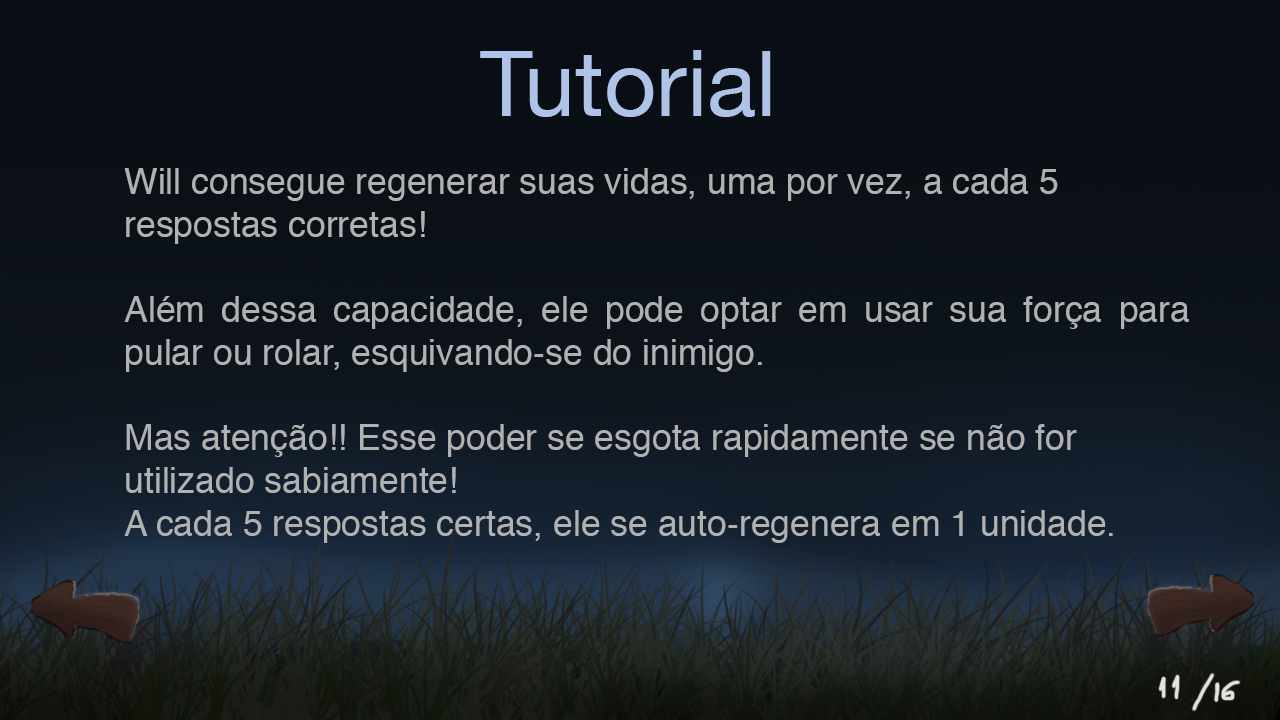 Tutorial
Will consegue regenerar suas vidas, uma por vez, a cada 5
respostas corretas!
Além dessa capacidade, ele pode optar em usar sua força para
pular ou rolar, esquivando-se do inimigo.
Mas atenção!! Esse poder se esgota rapidamente se não for
utilizado sabiamente!
A cada 5 respostas certas, ele se auto-regenera em 1 unidade.
11/16